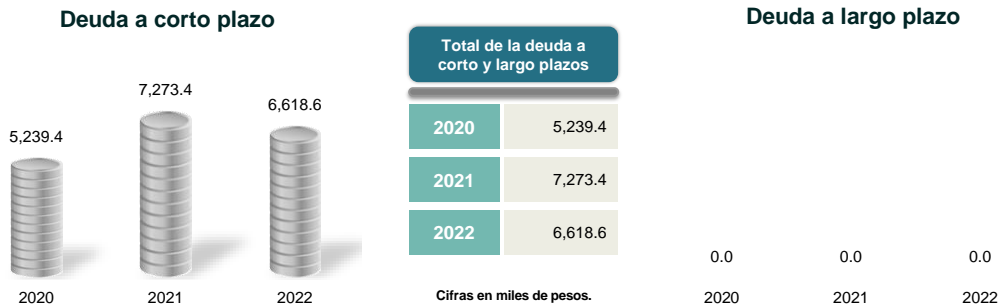 Deuda a corto plazo
5,239.4
7,273.4
6,618.6
2020 2021 2022
Total de la deuda a
corto y largo plazos
2020 5,239.4
2021 7,273.4
2022 6,618.6
Cifras en miles de pesos.
Deuda a largo plazo
0.0 0.0 0.0
2020 2021 2022